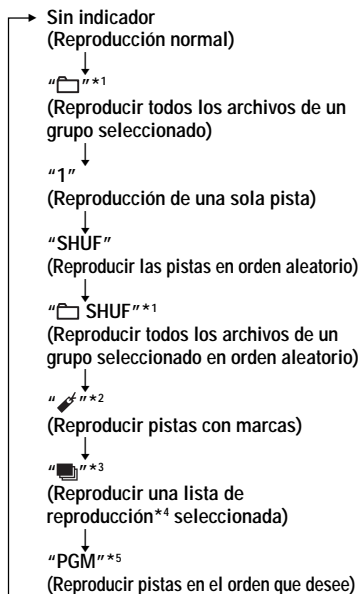 Sin indicador
(Reproducción normal)
“ ”*1
(Reproducir todos los archivos de un
grupo seleccionado)
“1”
(Reproducción de una sola pista)
“SHUF”
(Reproducir las pistas en orden aleatorio)
“ SHUF”*1
(Reproducir todos los archivos de un
grupo seleccionado en orden aleatorio)
“ ”*2
(Reproducir pistas con marcas)
“ ”*3
(Reproducir una lista de
reproducción*4 seleccionada)
“PGM”*5
(Reproducir pistas en el orden que desee)